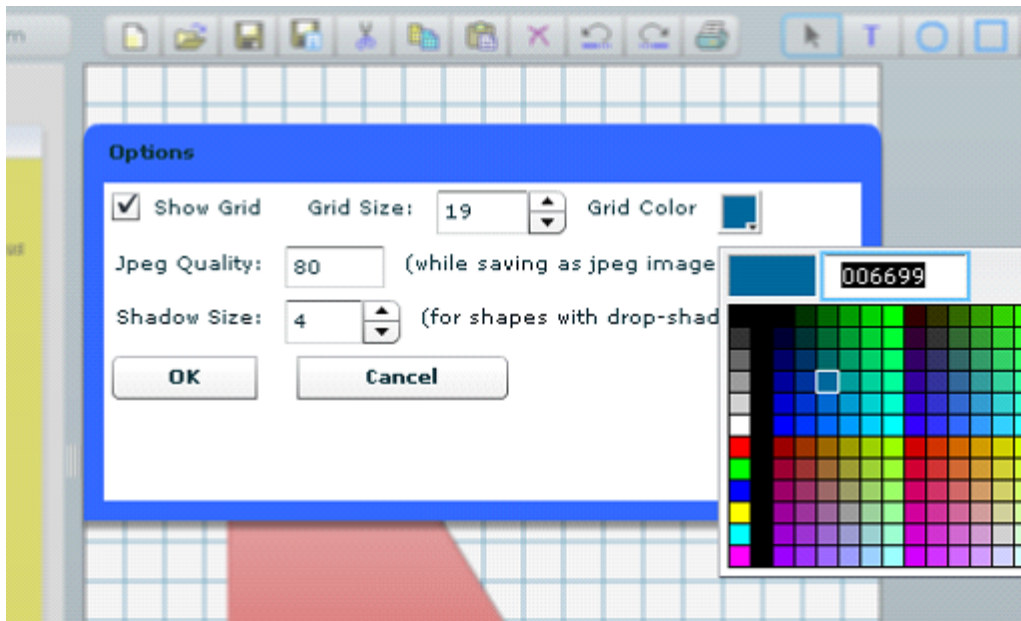 T
Options
Show Grid Grid Size: 19 Grid Color
Jpeg Quality: 80 (while saving as jpeg image
006699
Shadow Size: 4 (for shapes with drop-shad
OK Cancel